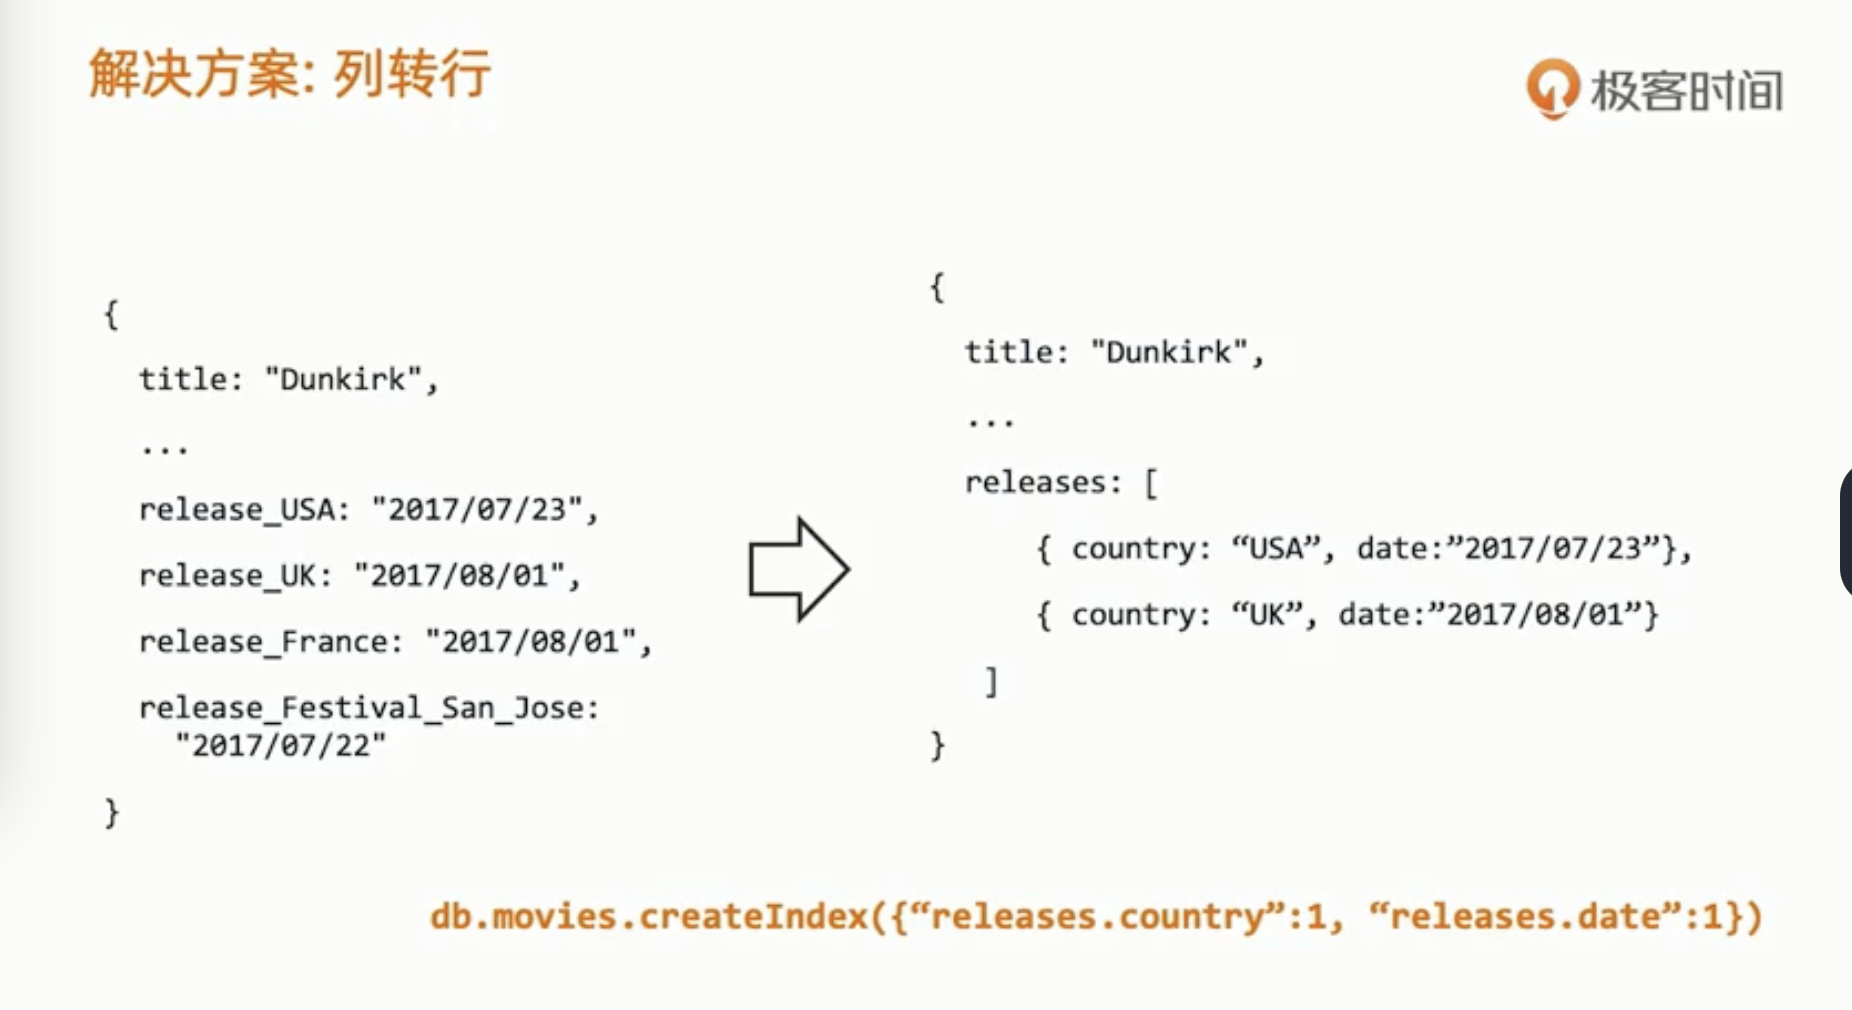 解决方案: 列转行
极客时间
{
title: "Dunkirk",
...
release_USA: "2017/07/23",
release_UK: "2017/08/01",
release_France: "2017/08/01",
release_Festival_San_Jose:
"2017/07/22"
}
{
title: "Dunkirk",
...
releases: [
{ country: “USA”, date:”2017/07/23”},
{ country: “UK”, date:”2017/08/01”}
]
}
db.movies.createIndex({“releases.country”:1, “releases.date”:1})